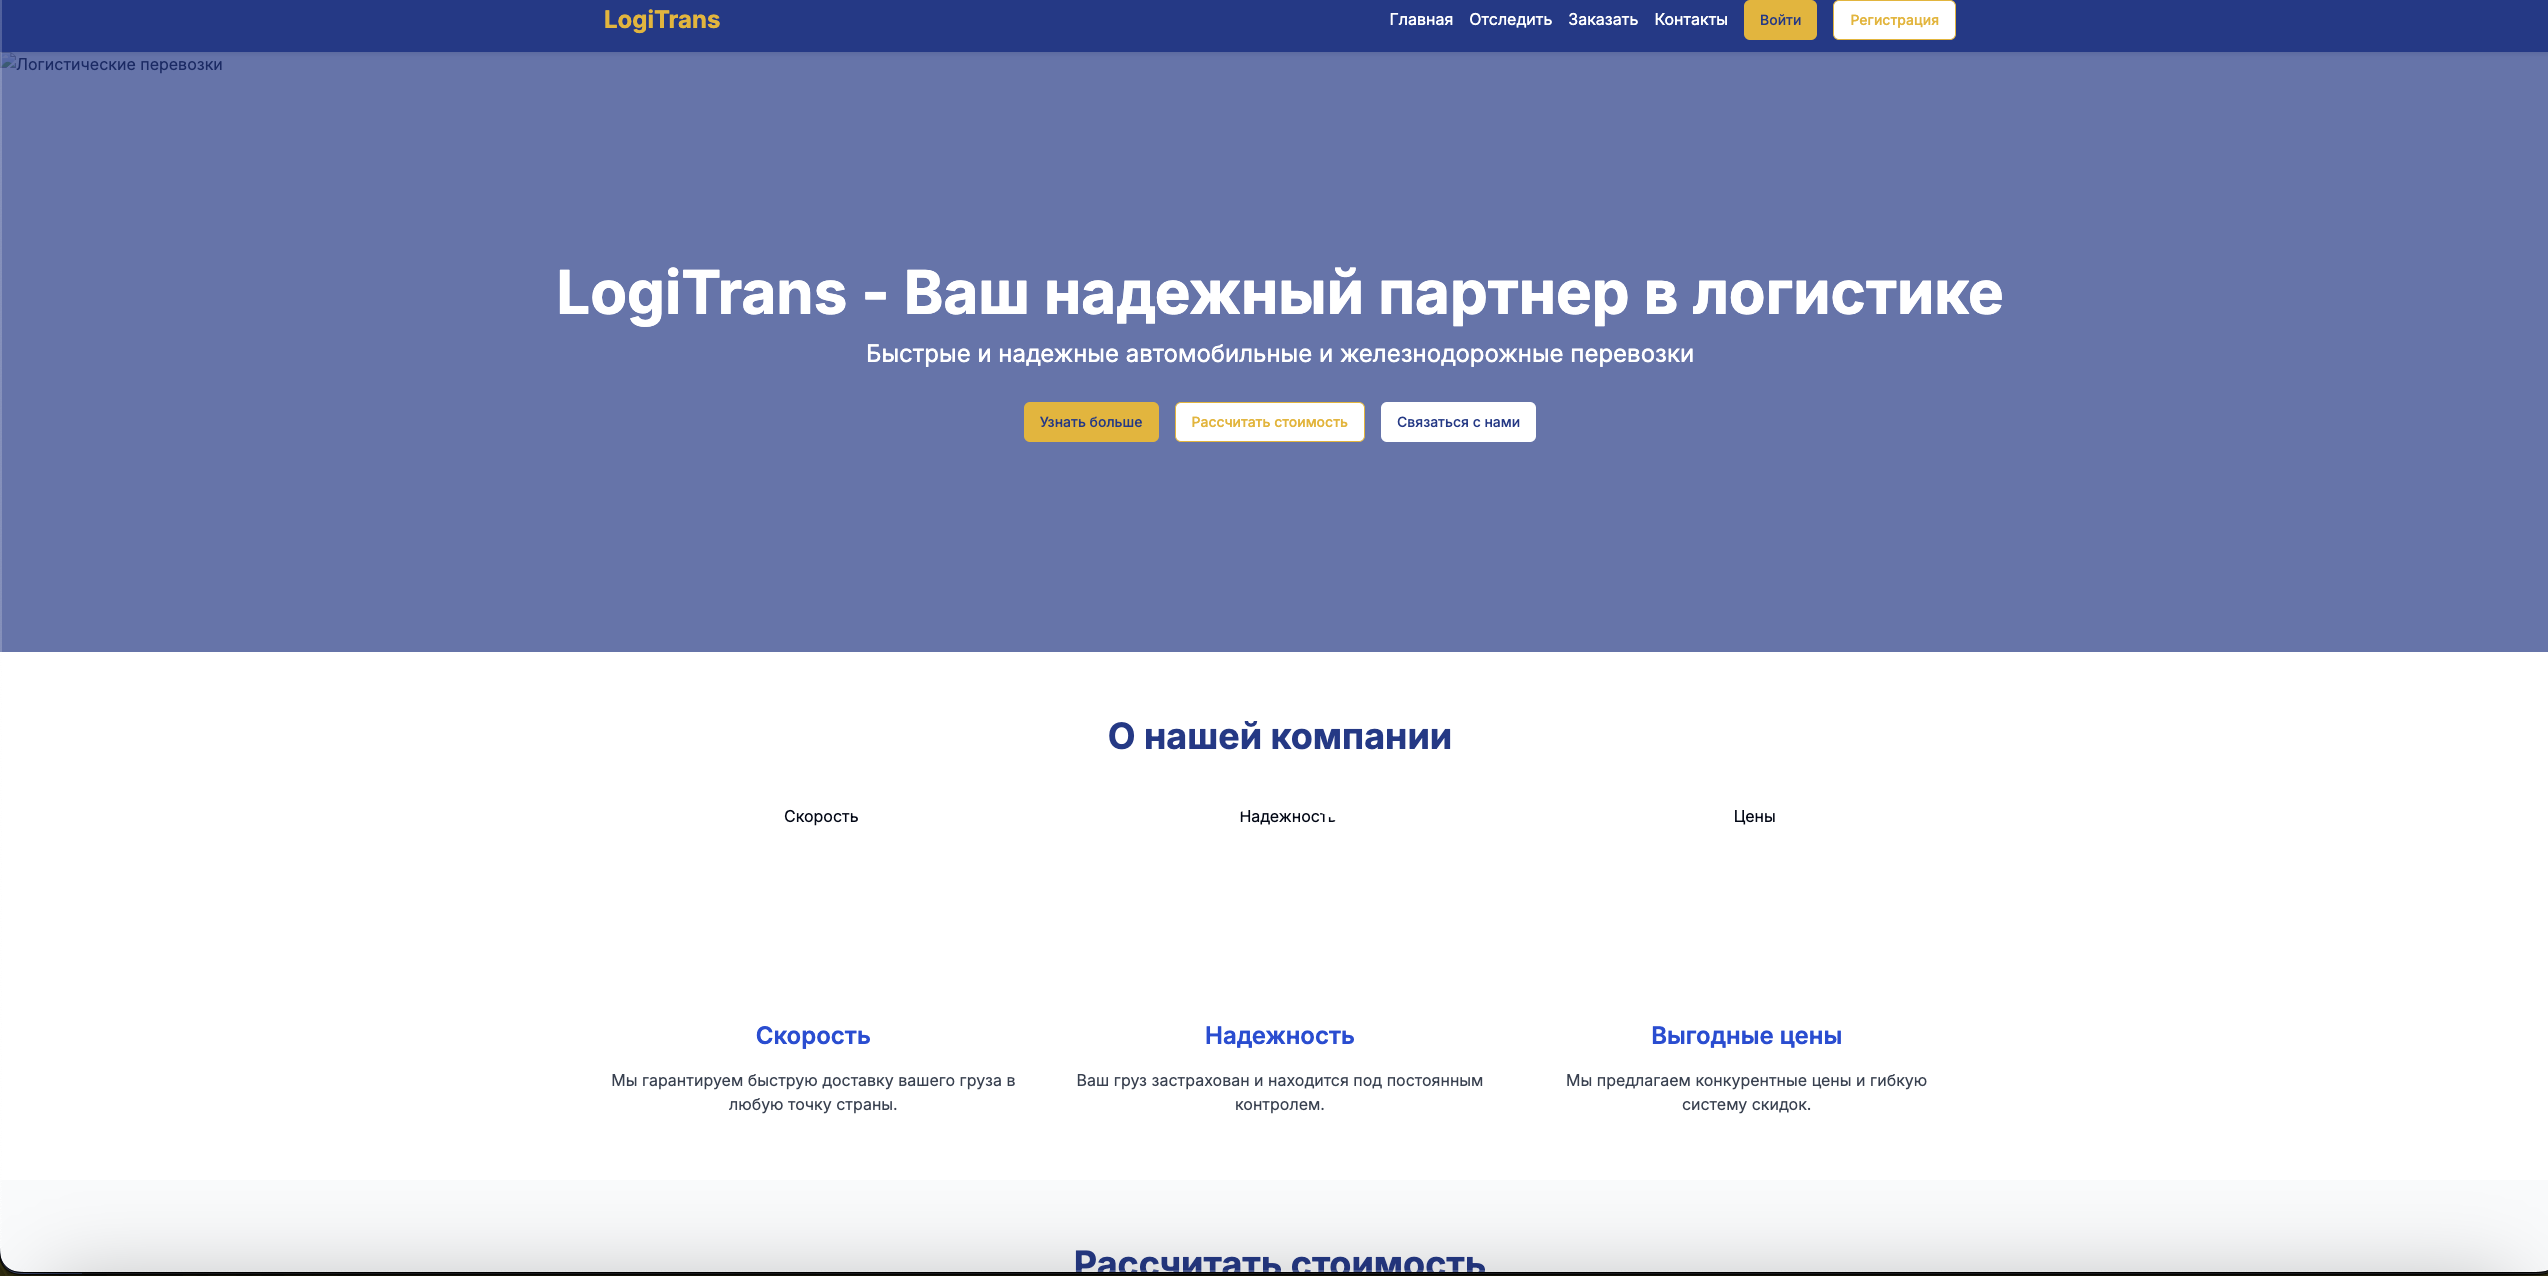 LogiTrans
Главная Отследить Заказать Контакты Войти Регистрация
Логистические перевозки
LogiTrans - Ваш надежный партнер в логистике
Быстрые и надежные автомобильные и железнодорожные перевозки
Узнать больше Рассчитать стоимость Связаться с нами
О нашей компании
Скорость Надежность Цены
Скорость
Мы гарантируем быструю доставку вашего груза в
любую точку страны.
Надежность
Ваш груз застрахован и находится под постоянным
контролем.
Выгодные цены
Мы предлагаем конкурентные цены и гибкую
систему скидок.
Рассчитать стоимость